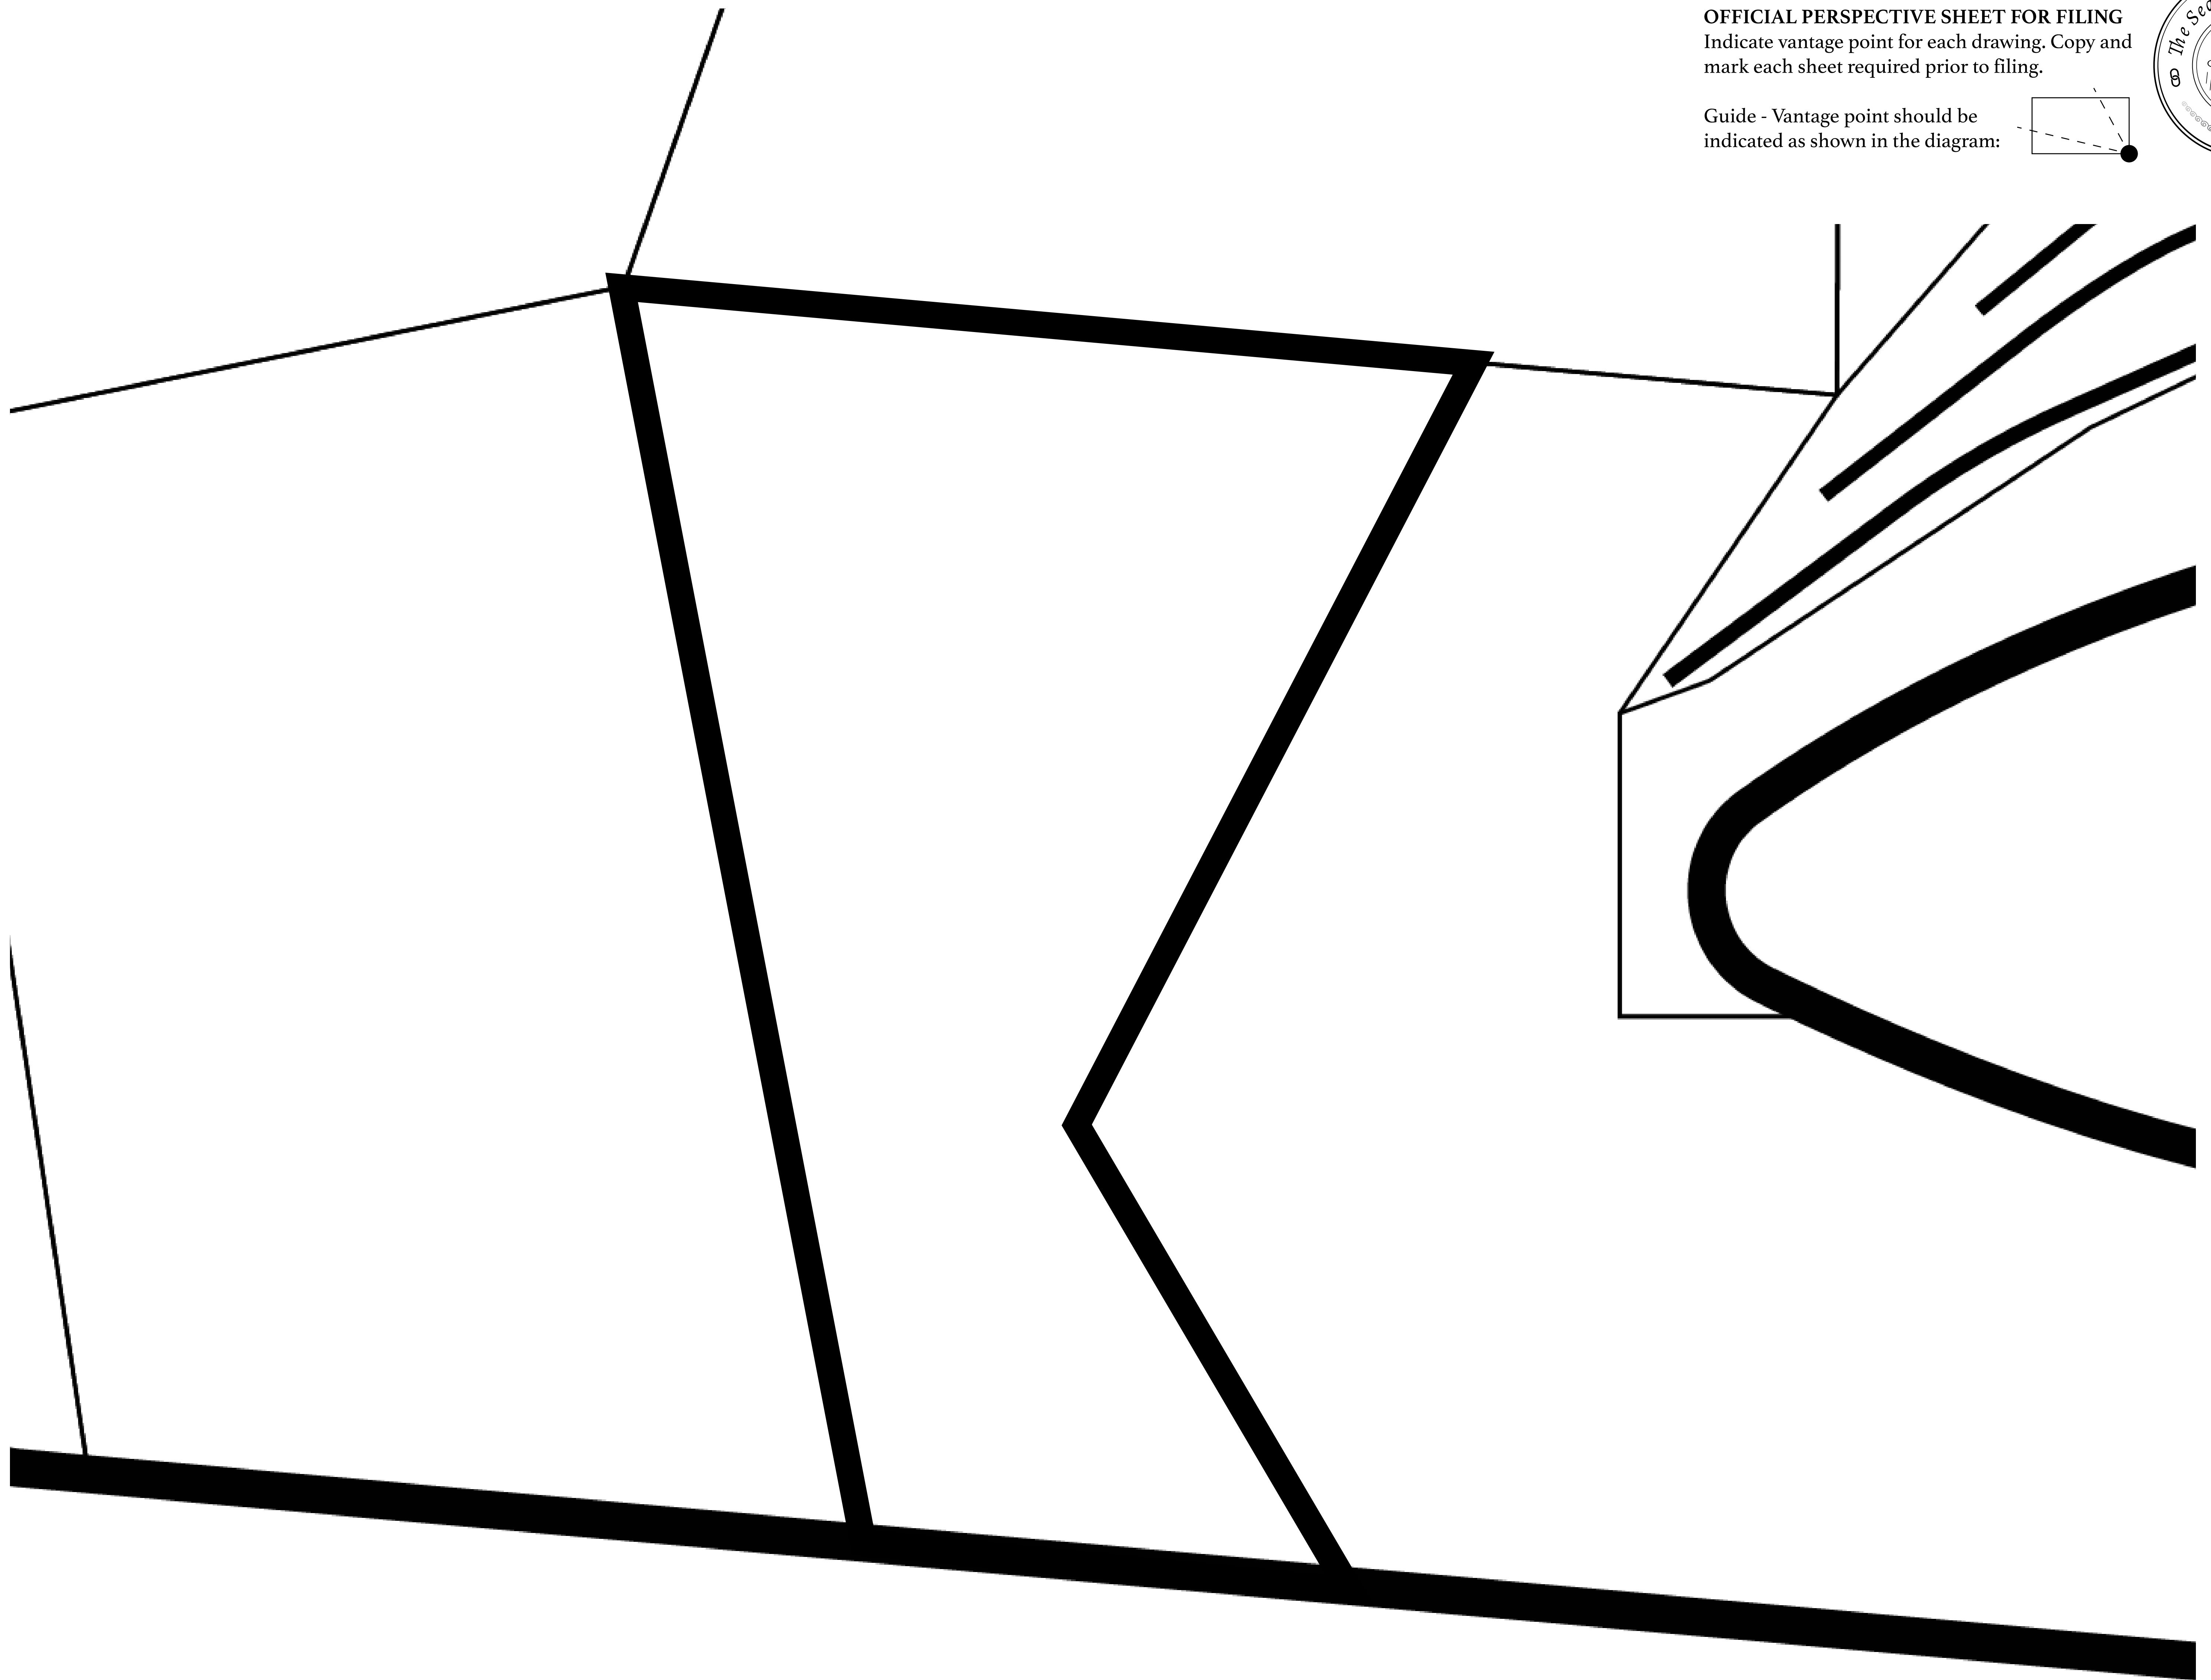 OFFICIAL PERSPECTIVE SHEET FOR FILING
Indicate vantage point for each drawing. Copy and
mark each sheet required prior to filing.
Guide - Vantage point should be
indicated as shown in the diagram:
The